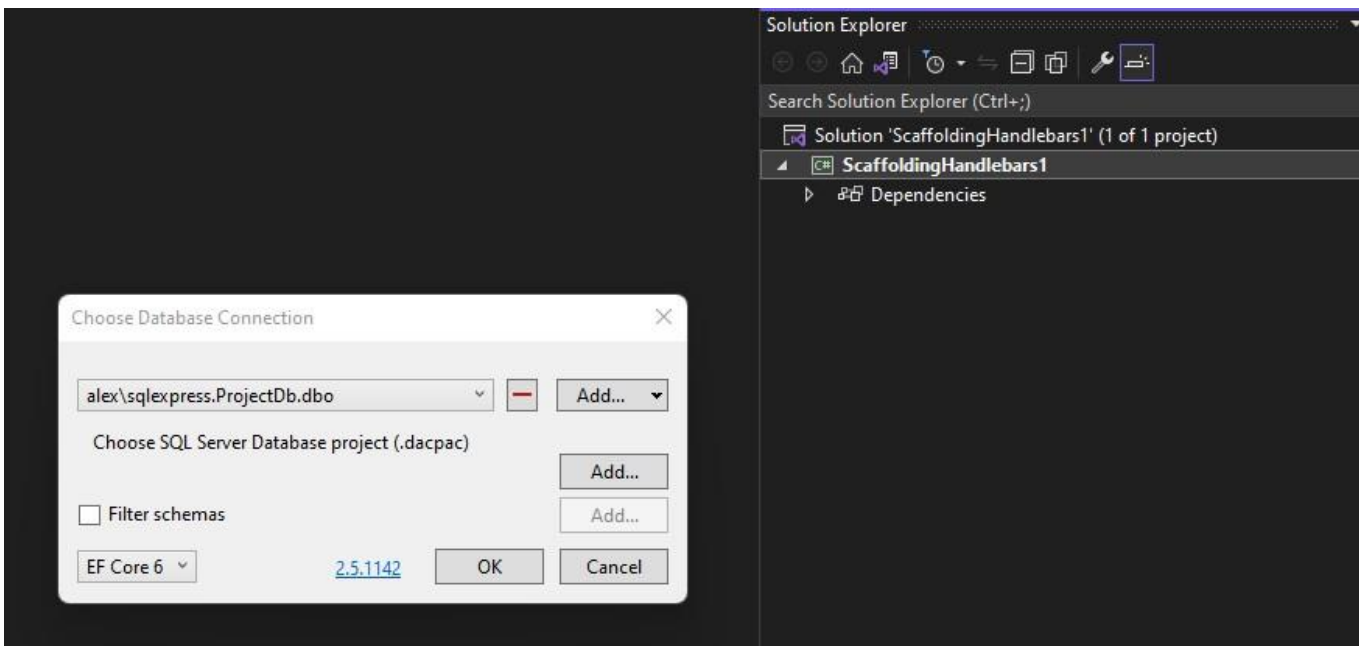 Solution Explorer
Search Solution Explorer (Ctrl+;)
Solution 'ScaffoldingHandlebars1' (1 of 1 project)
C# ScaffoldingHandlebars1
Dependencies
Choose Database Connection
alex\sqlexpress.ProjectDb.dbo
Add...
Choose SQL Server Database project (.dacpac)
Add...
Filter schemas
Add...
EF Core 6
2.5.1142
OK
Cancel